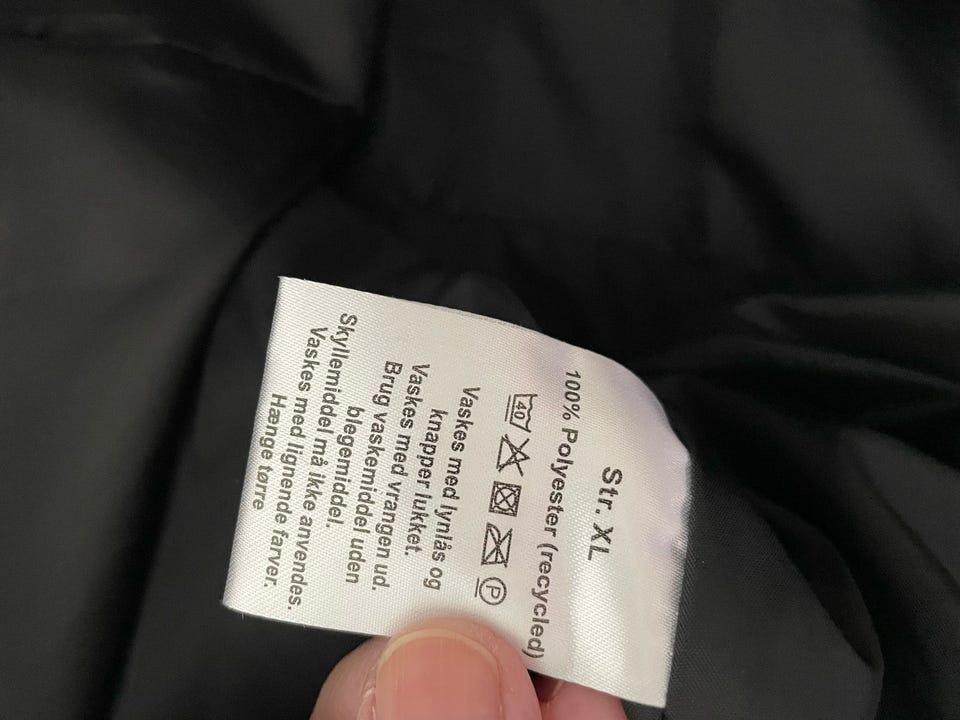 Str. XL
100% Polyester (recycled)
40 P
Vaskes med lynlås og
knapper lukket.
Vaskes med vrangen ud.
Brug vaskemiddel uden
blegemiddel.
Skyllemiddel må ikke anvendes.
Vaskes med lignende farver.
Hænge tørre